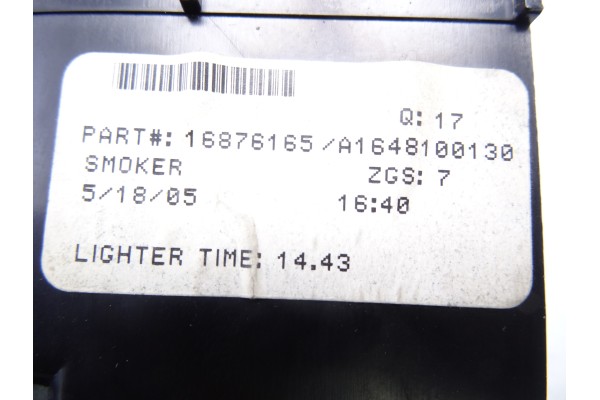 Q: 17
PART#: 16876165/A1648100130
SMOKER ZGS: 7
5/18/05 16:40
LIGHTER TIME: 14.43